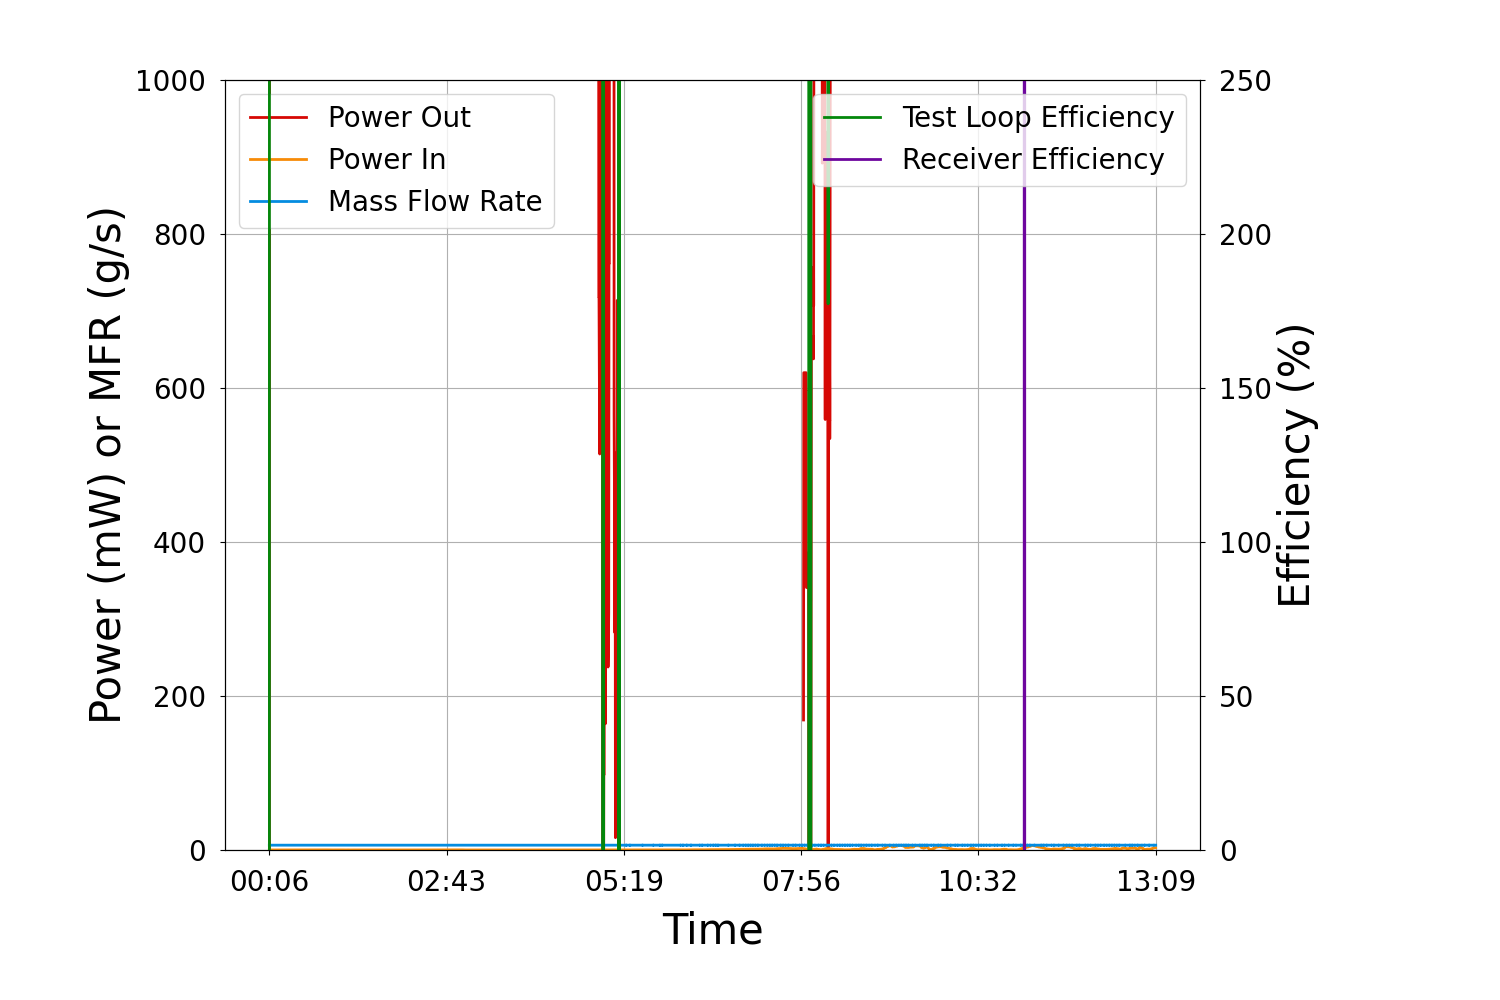 1000
800
600
400
200
0
Power (mW) or MFR (g/s)
Power Out
Power In
Mass Flow Rate
Test Loop Efficiency
Receiver Efficiency
250
200
150
100
50
0
Efficiency (%)
00:06 02:43 05:19 07:56 10:32 13:09
Time